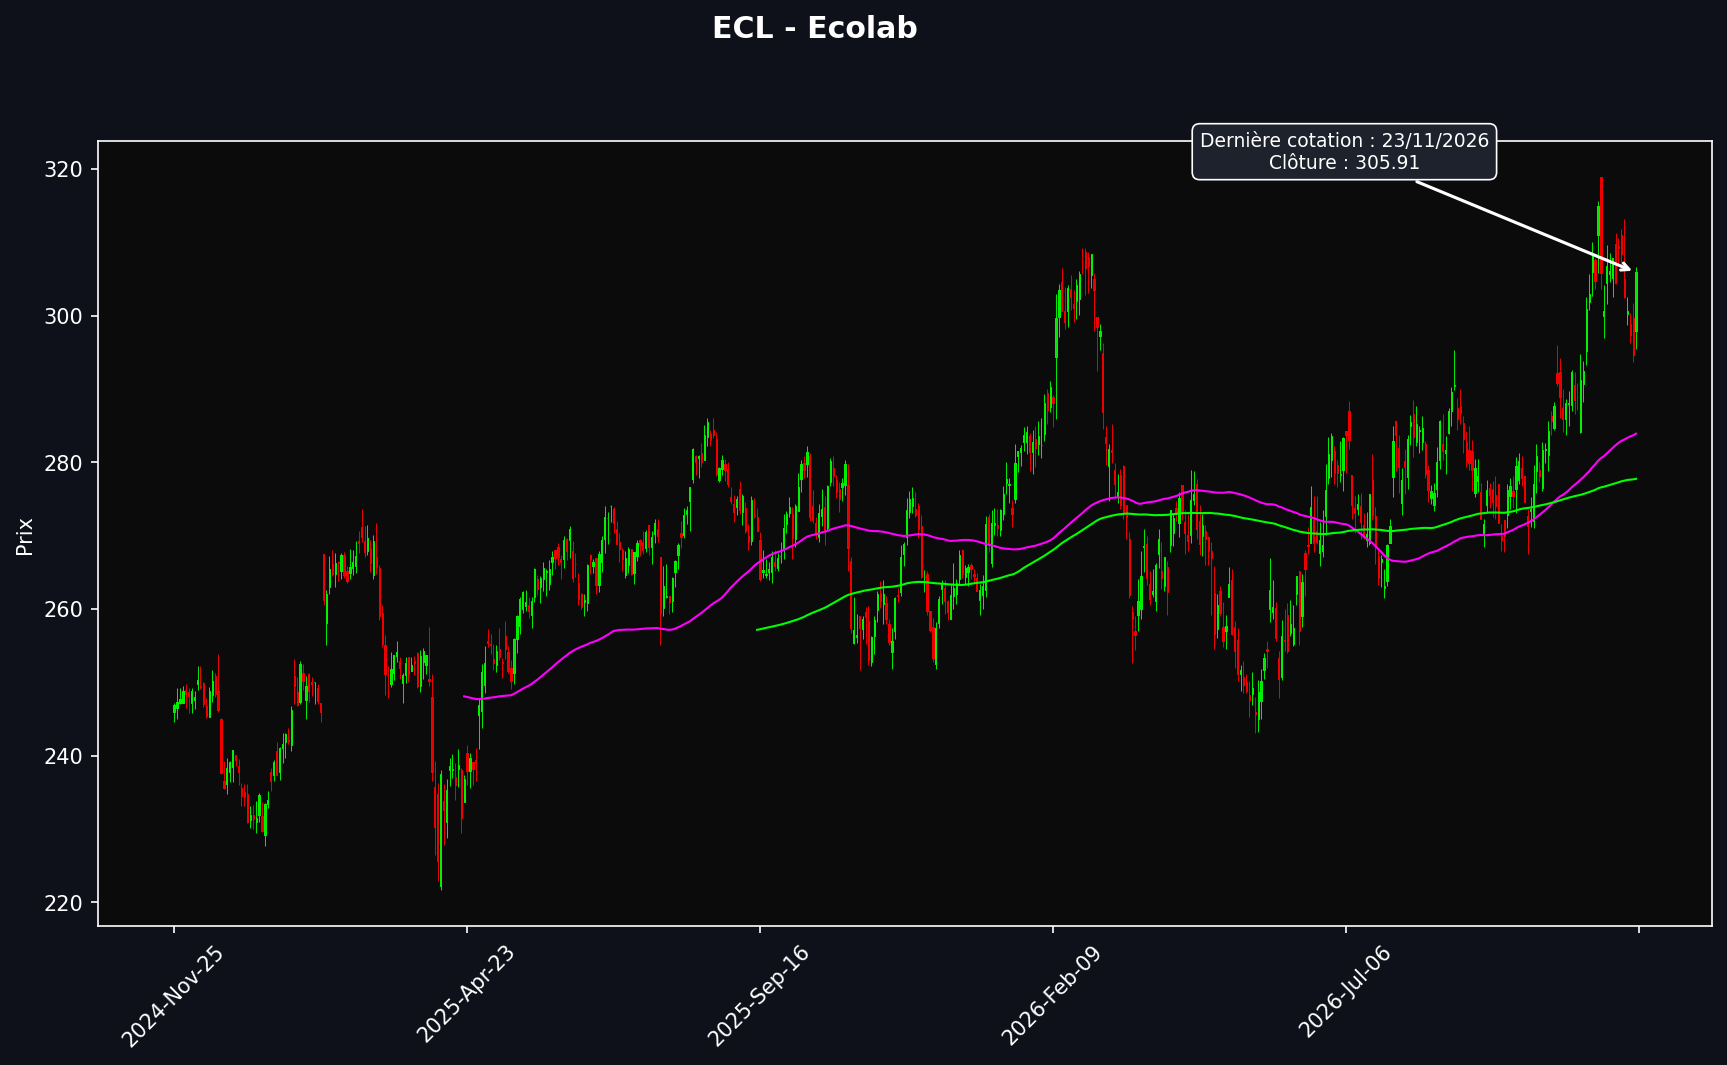 ECL - Ecolab
Dernière cotation : 23/11/2026
Clôture : 305.91
320
300
280
260
240
220
Prix
2024-Nov-25
2025-Apr-23
2025-Sep-16
2026-Feb-09
2026-Jul-06